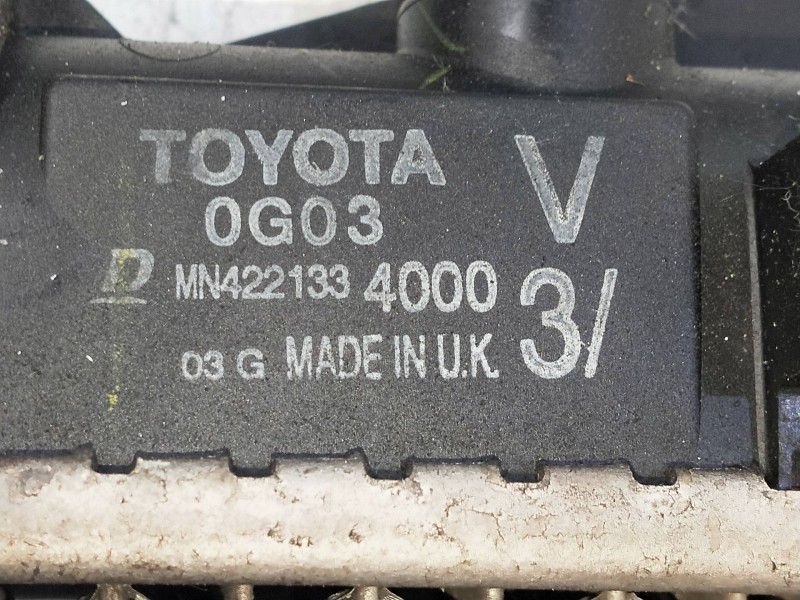 TOYOTA V
0G03
D MN422133 4000 3/
03 G MADE IN U.K.